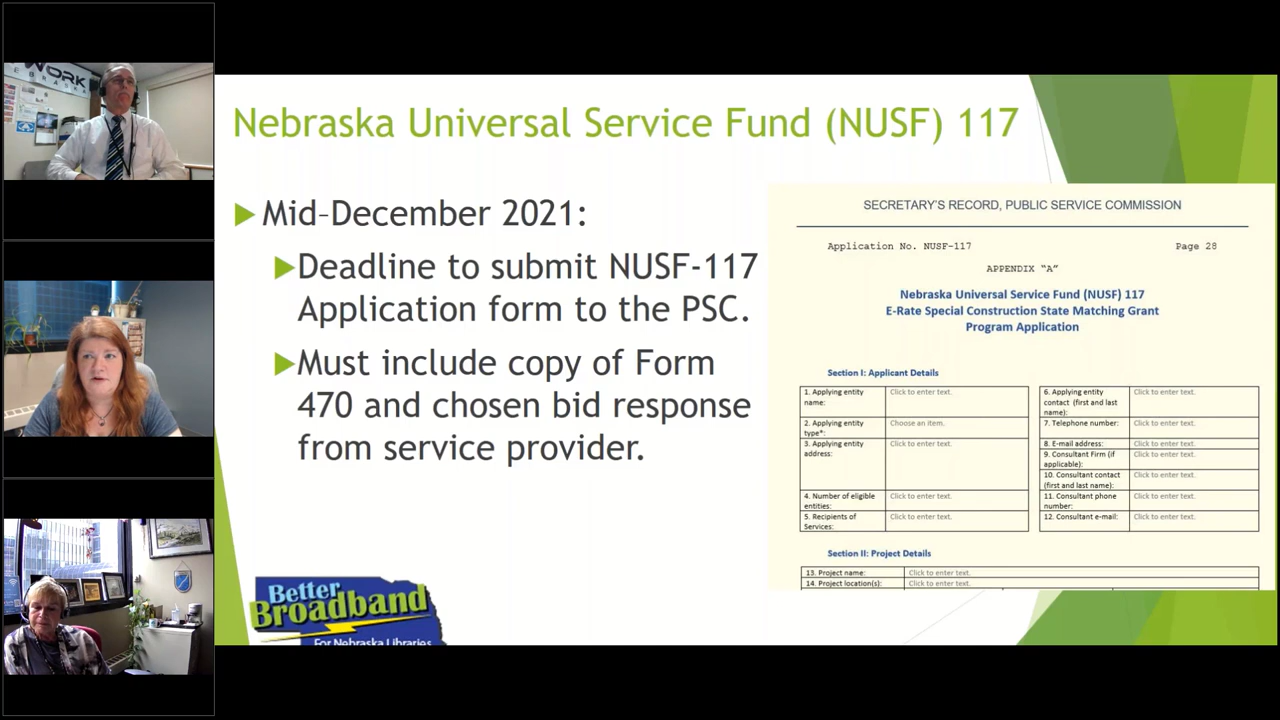 WORK
EBRASK
Nebraska Universal Service Fund (NUSF) 117
Mid–December 2021:
Deadline to submit NUSF-117
Application form to the PSC.
Must include copy of Form
470 and chosen bid response
from service provider.
Better
Broadband
For Nebraska Libraries
SECRETARY'S RECORD, PUBLIC SERVICE COMMISSION
Application No. NUSF-117 Page 28
APPENDIX "A"
Nebraska Universal Service Fund (NUSF) 117
E-Rate Special Construction State Matching Grant
Program Application
Section I: Applicant Details
1. Applying entity Click to enter text.
name:
2. Applying entity Choose an item.
type*:
3. Applying entity Click to enter text.
address:
4. Number of eligible Click to enter text.
entities:
5. Recipients of Click to enter text.
Services:
6. Applying entity Click to enter text.
contact (first and last
name):
7. Telephone number: Click to enter text.
8. E-mail address: Click to enter text.
9. Consultant Firm (if Click to enter text.
applicable):
10. Consultant contact Click to enter text.
(first and last name):
11. Consultant phone Click to enter text.
number:
12. Consultant e-mail: Click to enter text.
Section II: Project Details
13. Project name: Click to enter text.
14. Project location(s): Click to enter text.